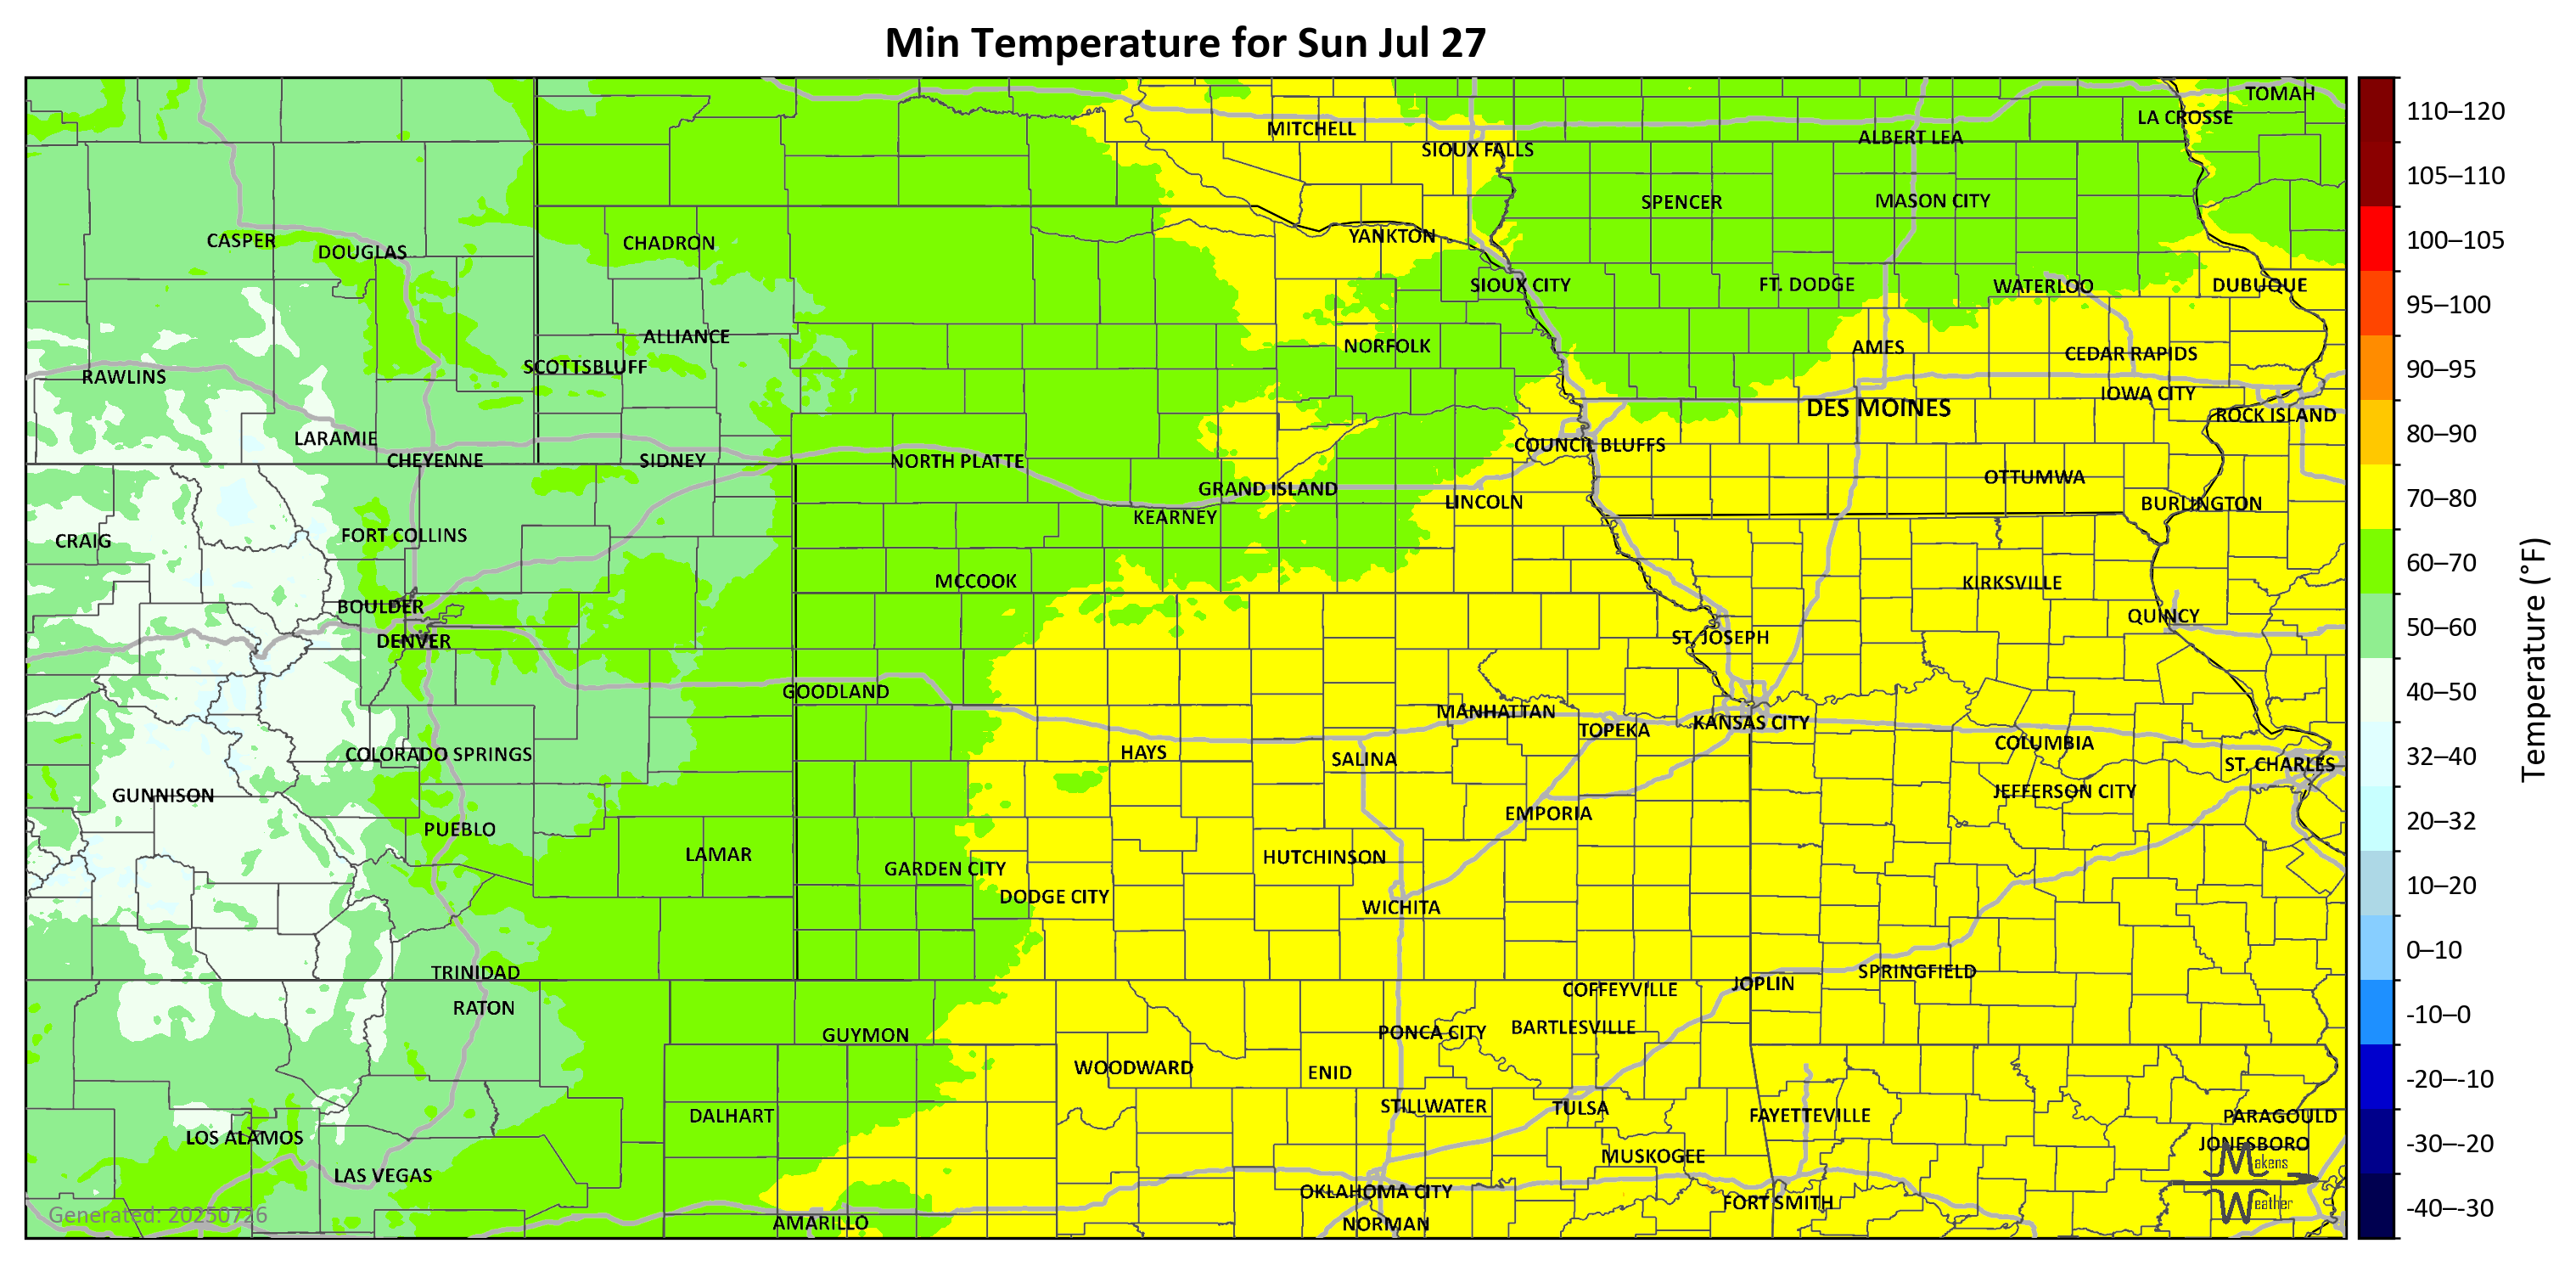 Min Temperature for Sun Jul 27
TOMAH
LA CROSSE
MITCHELL
ALBERT LEA
SIOUX FALLS
SPENCER
MASON CITY
CASPER
DOUGLAS
CHADRON
YANKTON
SIOUX CITY
FT. DODGE
WATERLOO
DUBUQUE
ALLIANCE
NORFOLK
AMES
CEDAR RAPIDS
SCOTTSBLUFF
RAWLINS
IOWA CITY
DES MOINES
ROCK ISLAND
LARAMIE
COUNCIL BLUFFS
CHEYENNE
SIDNEY
NORTH PLATTE
OTTUMWA
GRAND ISLAND
LINCOLN
BURLINGTON
KEARNEY
FORT COLLINS
CRAIG
MCCOOK
KIRKSVILLE
BOULDER
QUINCY
DENVER
ST. JOSEPH
GOODLAND
MANHATTAN
KANSAS CITY
TOPEKA
COLUMBIA
HAYS
COLORADO SPRINGS
SALINA
ST. CHARLES
JEFFERSON CITY
GUNNISON
EMPORIA
PUEBLO
LAMAR
HUTCHINSON
GARDEN CITY
DODGE CITY
WICHITA
TRINIDAD
SPRINGFIELD
JOPLIN
COFFEYVILLE
RATON
BARTLESVILLE
PONCA CITY
GUYMON
WOODWARD
ENID
STILLWATER
TULSA
DALHART
FAYETTEVILLE
PARAGOULD
LOS ALAMOS
JONESBORO
MUSKOGEE
LAS VEGAS
OKLAHOMA CITY
FORT SMITH
AMARILLO
NORMAN
Generated: 20250726
Makens
Weather
110–120
105–110
100–105
95–100
90–95
80–90
70–80
60–70
50–60
40–50
32–40
20–32
10–20
0–10
-10–0
-20–-10
-30–-20
-40–-30
Temperature (°F)